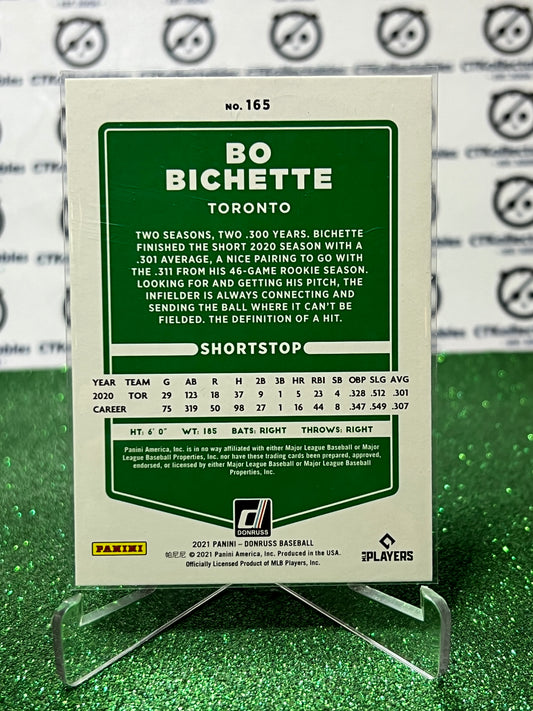 NO. 165
BO
BICHETTE
TORONTO
TWO SEASONS, TWO .300 YEARS. BICHETTE
FINISHED THE SHORT 2020 SEASON WITH A
.301 AVERAGE, A NICE PAIRING TO GO WITH
THE .311 FROM HIS 46-GAME ROOKIE SEASON.
LOOKING FOR AND GETTING HIS PITCH, THE
INFIELDER IS ALWAYS CONNECTING AND
SENDING THE BALL WHERE IT CAN'T BE
FIELDED. THE DEFINITION OF A HIT.
SHORTSTOP
YEAR TEAM G AB R H 2B 3B HR RBI SB OBP SLG AVG
2020 TOR 29 123 18 37 9 1 5 23 4 .328 .512 .301
CAREER 75 319 50 98 27 1 16 44 8 .347 .549 .307
HT: 6' 0" WT: 185 BATS: RIGHT THROWS: RIGHT
Panini America, Inc. is in no way affiliated with either Major League Baseball or Major
League Baseball Properties, Inc. nor have these trading cards been prepared, approved,
endorsed, or licensed by either Major League Baseball or Major League Baseball
Properties, Inc.
DONRUSS
2021 PANINI – DONRUSS BASEBALL
帕尼尼 © 2021 Panini America, Inc. Produced in the USA.
Officially Licensed Product of MLB Players, Inc.
PANINI
MLB PLAYERS